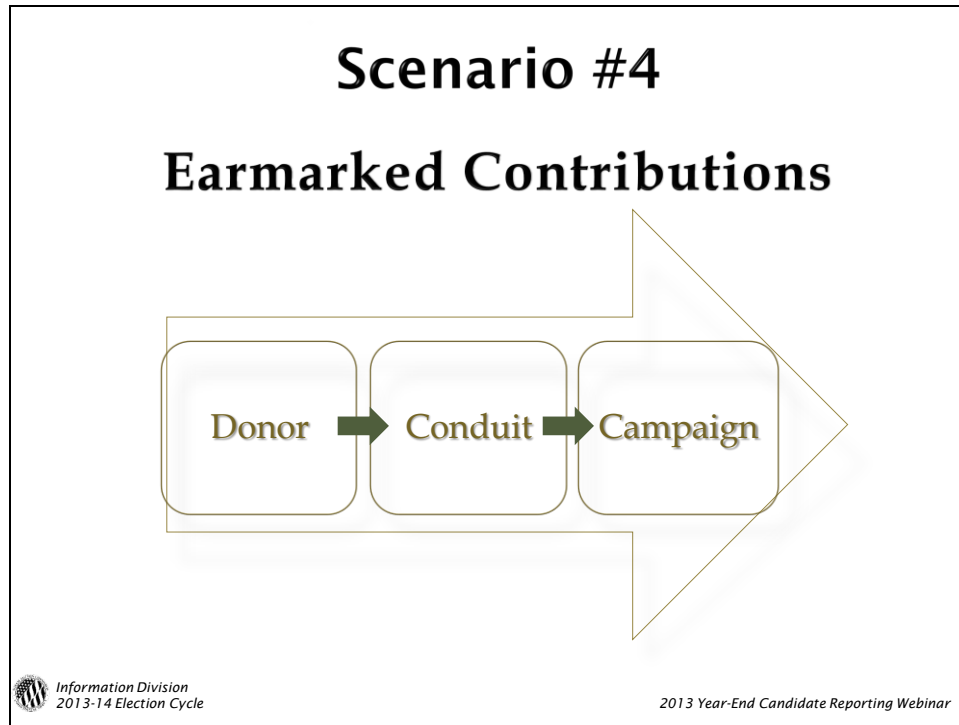 Scenario #4
Earmarked Contributions
Donor
Conduit
Campaign
Information Division
2013-14 Election Cycle
2013 Year-End Candidate Reporting Webinar